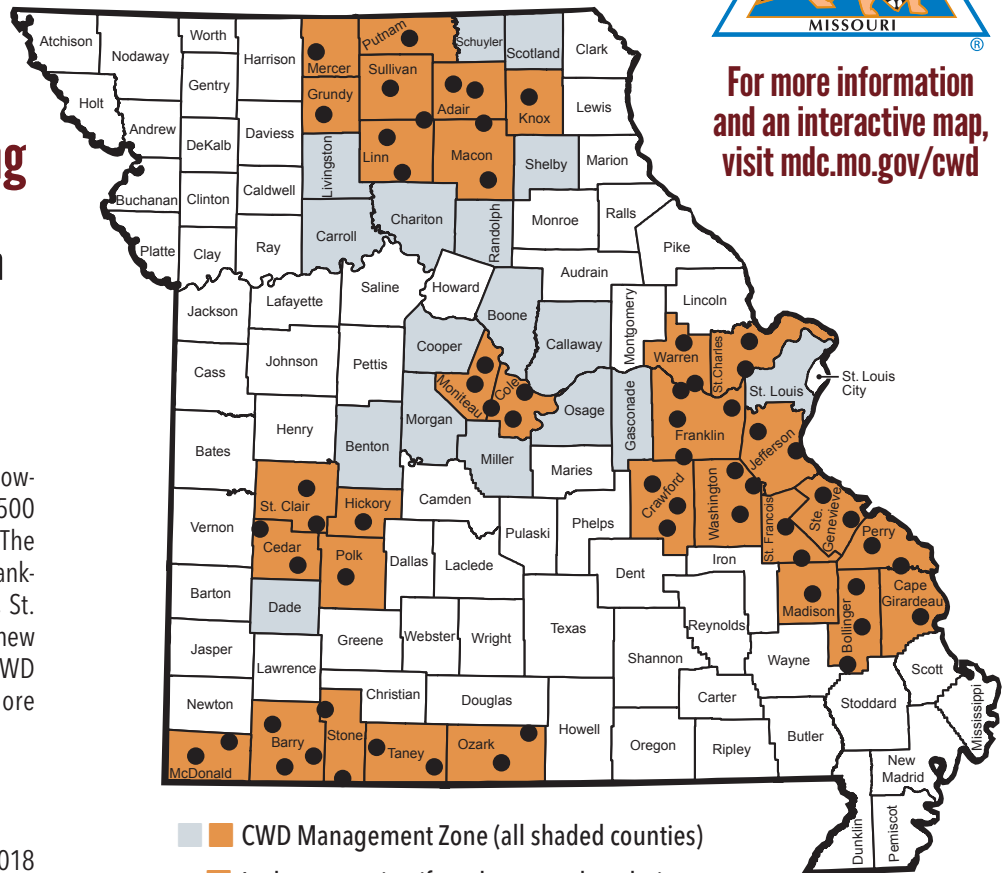 MISSOURI
®
For more information
and an interactive map,
visit mdc.mo.gov/cwd
Atchison
Nodaway
Worth
Harrison
Mercer
Putnam
Schuyler
Scotland
Clark
Holt
Gentry
Grundy
Sullivan
Adair
Knox
Lewis
Andrew
DeKalb
Daviess
Livingston
Linn
Macon
Shelby
Marion
Buchanan
Clinton
Caldwell
Carroll
Chariton
Randolph
Monroe
Ralls
Pike
Platte
Clay
Ray
Saline
Howard
Audrain
Jackson
Lafayette
Boone
Callaway
Montgomery
Lincoln
Cass
Johnson
Pettis
Cooper
Moniteau
Cole
Warren
St.Charles
St. Louis
St. Louis
City
Henry
Benton
Morgan
Miller
Osage
Gasconade
Franklin
Jefferson
Bates
St. Clair
Hickory
Camden
Maries
Crawford
Washington
St. Francois
Ste.
Genevieve
Perry
Vernon
Cedar
Polk
Dallas
Laclede
Pulaski
Phelps
Dent
Iron
Madison
Bollinger
Cape
Girardeau
Barton
Dade
Greene
Webster
Wright
Texas
Shannon
Reynolds
Wayne
Scott
Jasper
Lawrence
Christian
Douglas
Howell
Carter
Stoddard
Mississippi
Newton
McDonald
Barry
Stone
Taney
Ozark
Oregon
Ripley
Butler
New
Madrid
Dunklin
Pemiscot
500
The
St.
new
ore
018
CWD Management Zone (all shaded counties)